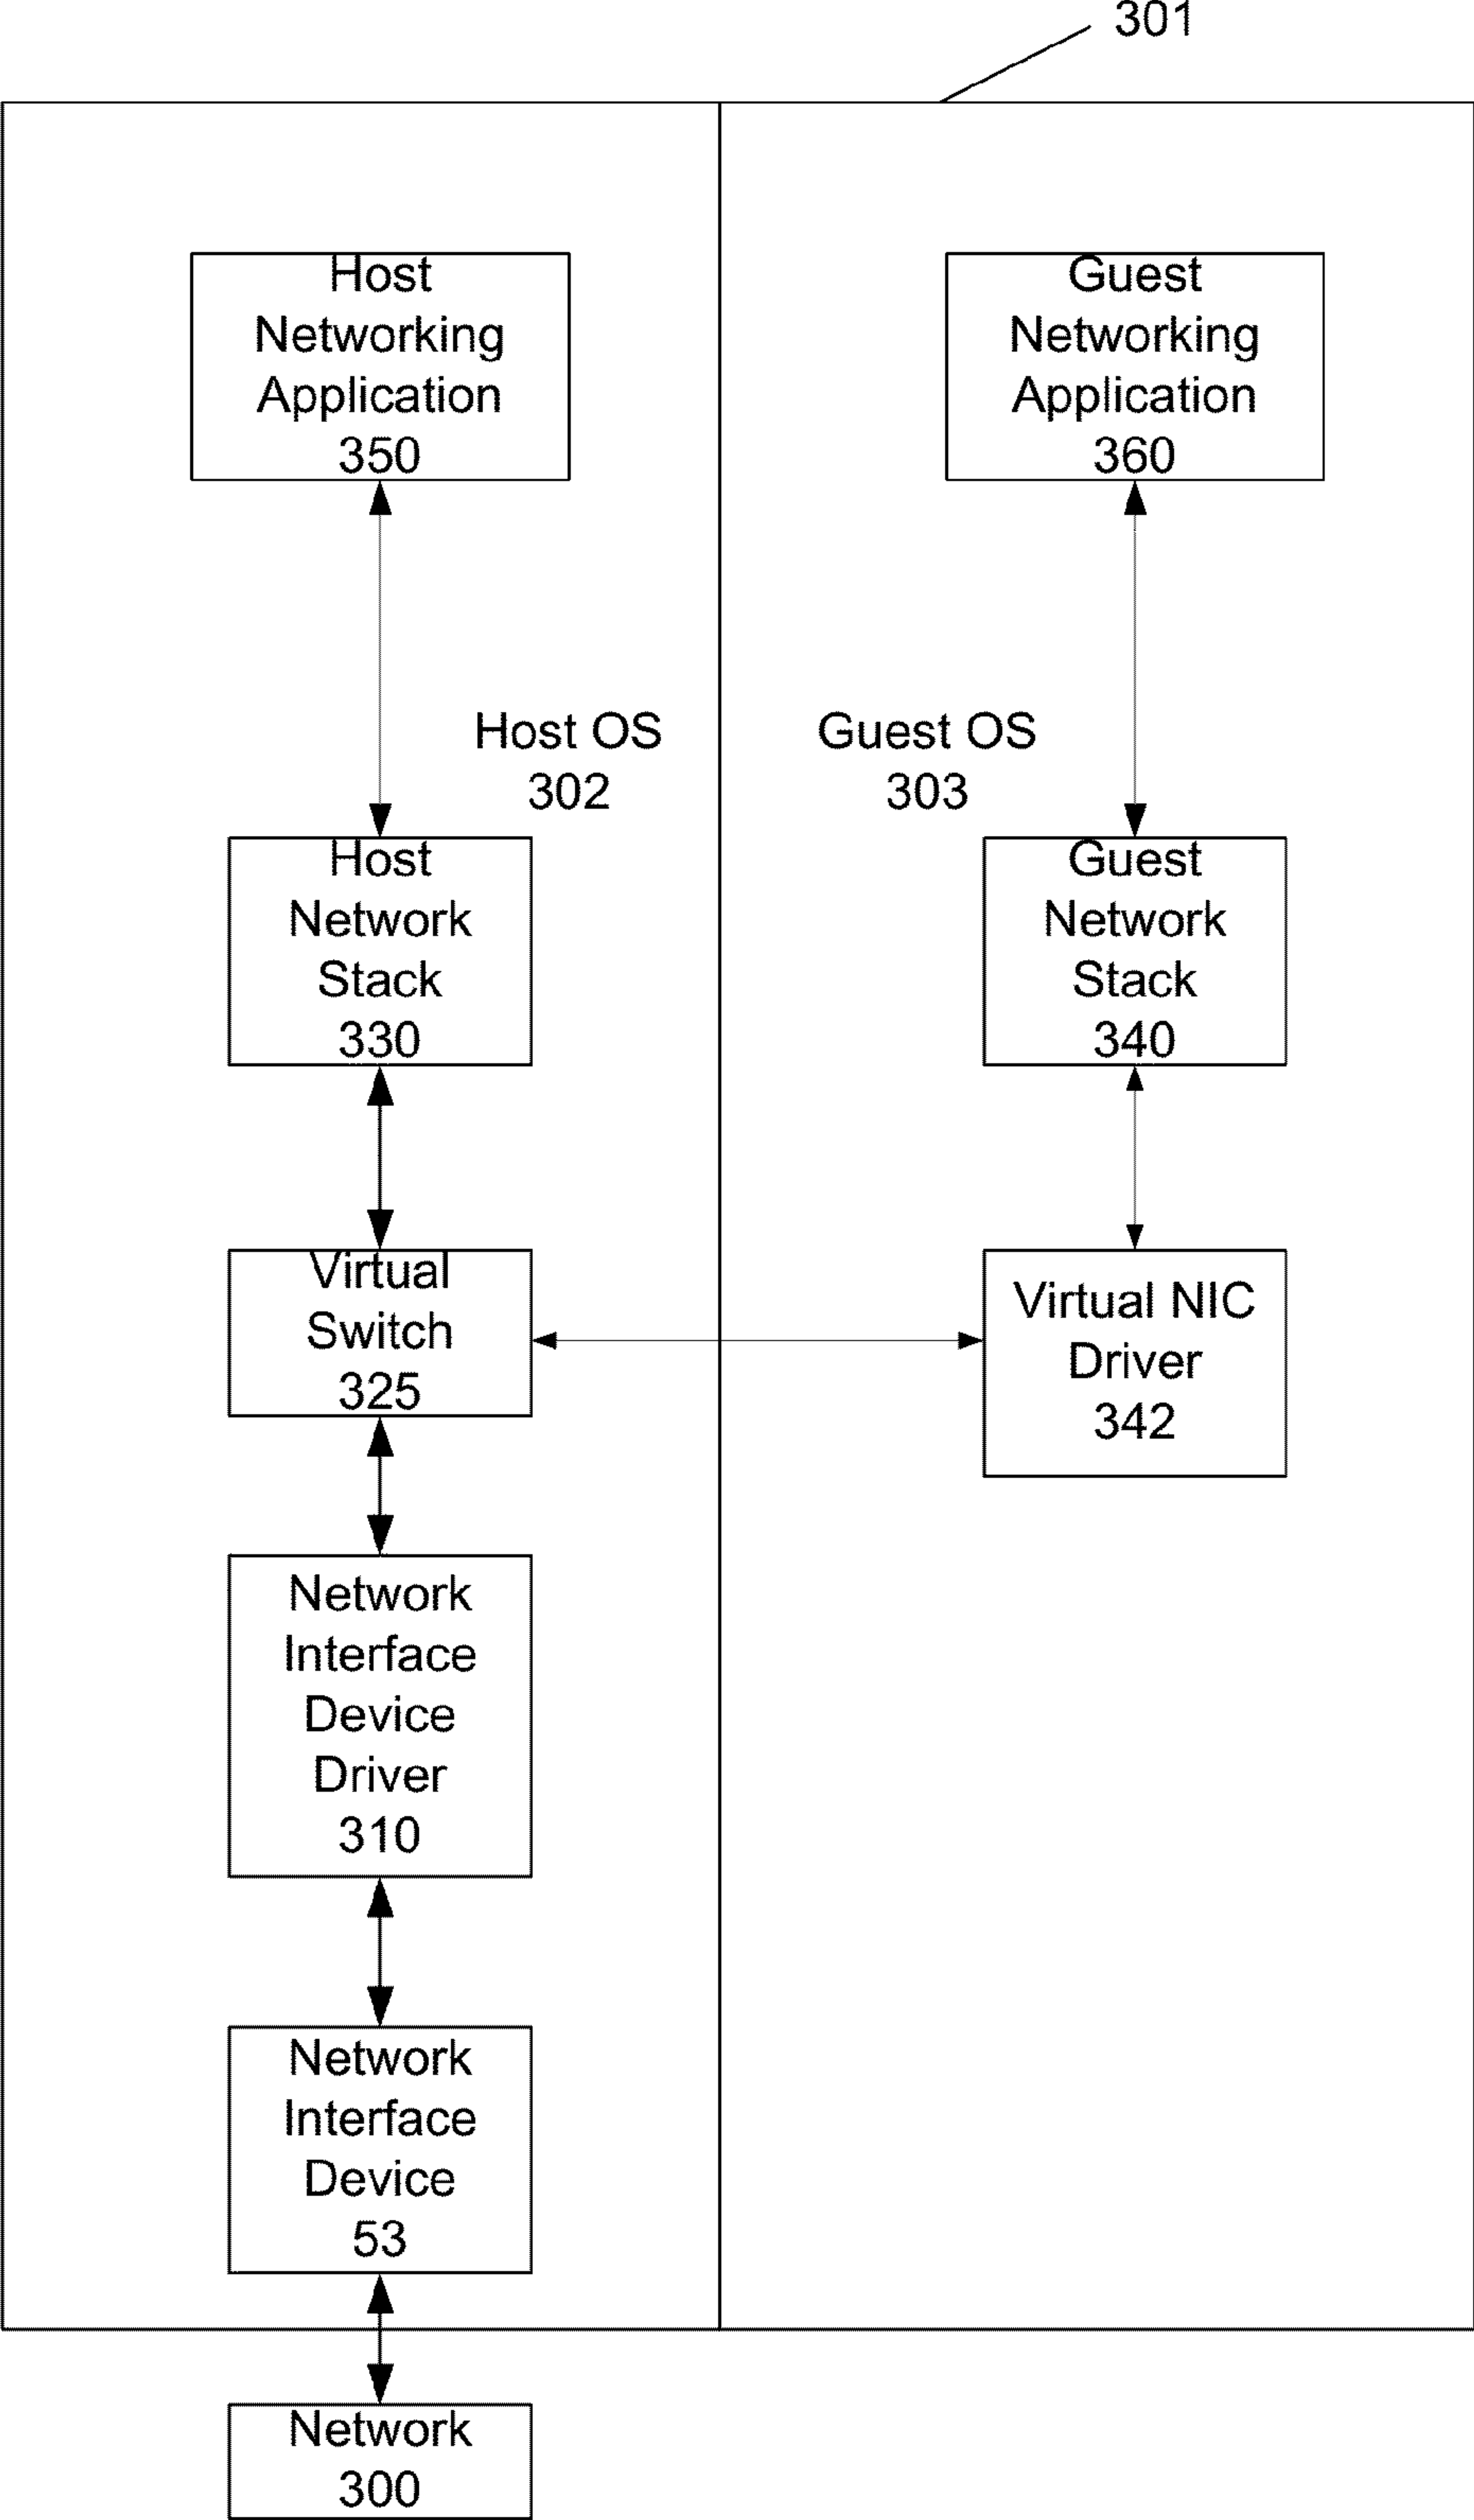 301
Host
Networking
Application
350
Guest
Networking
Application
360
Host OS
302
Guest OS
303
Host
Network
Stack
330
Guest
Network
Stack
340
Virtual
Switch
325
Virtual NIC
Driver
342
Network
Interface
Device
Driver
310
Network
Interface
Device
53
Network
300